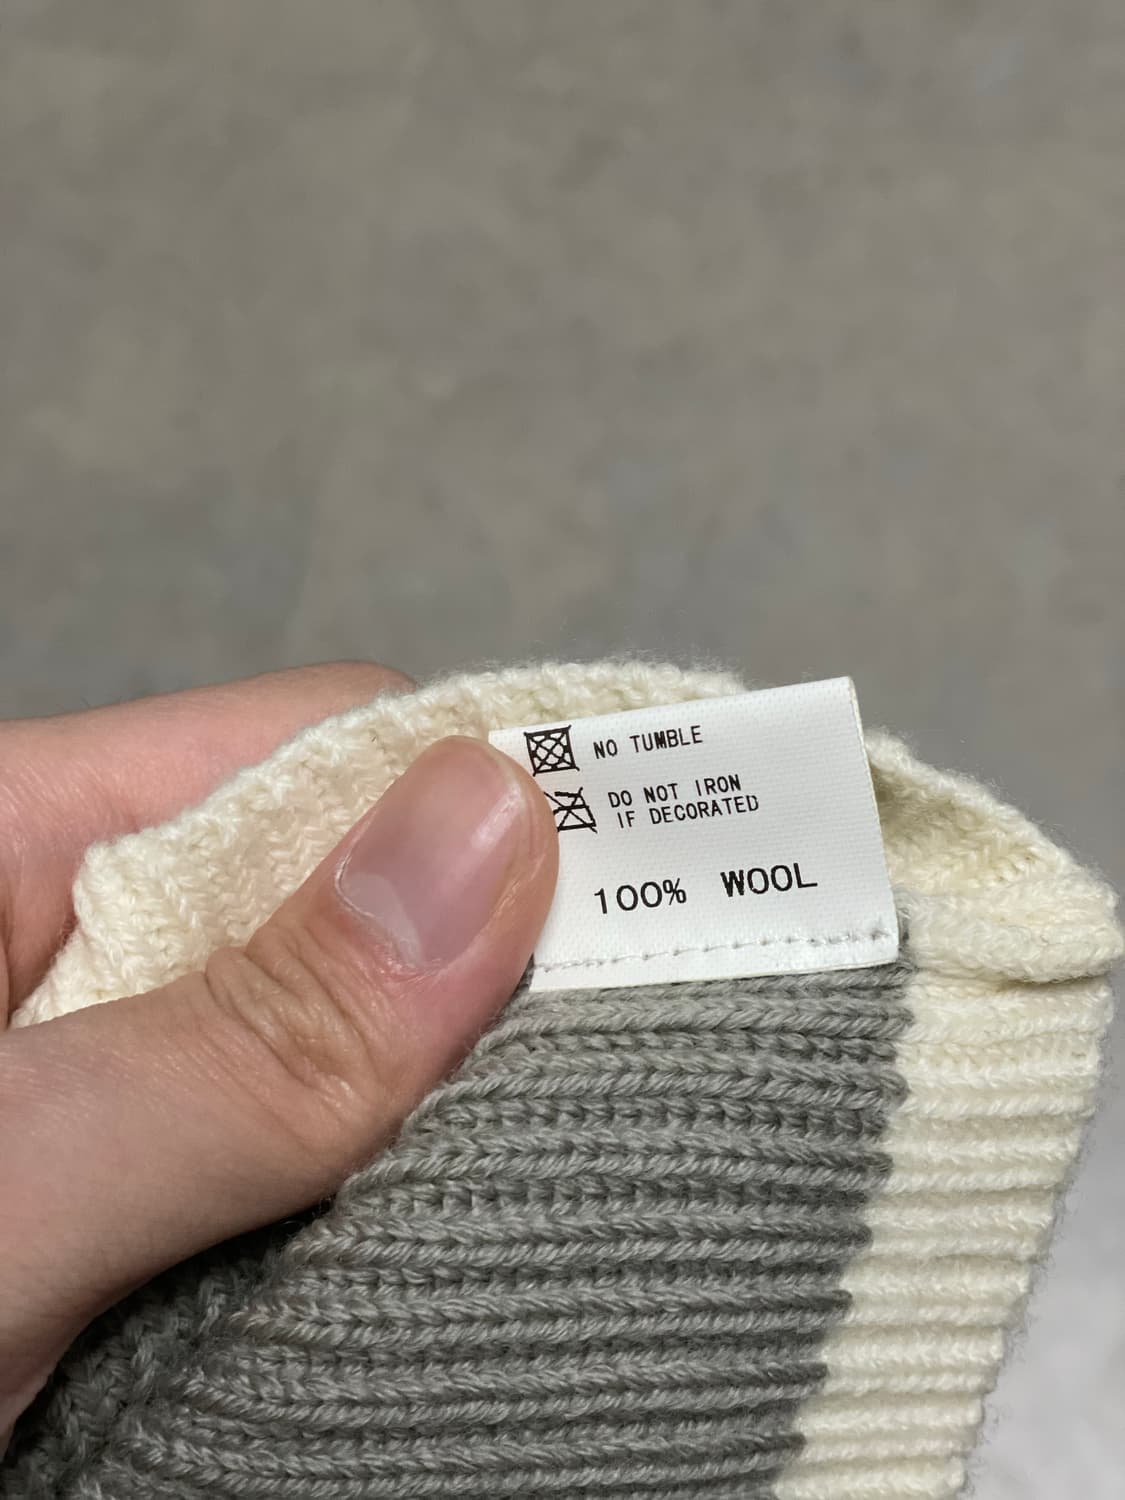 NO TUMBLE
DO NOT IRON
IF DECORATED
100% WOOL